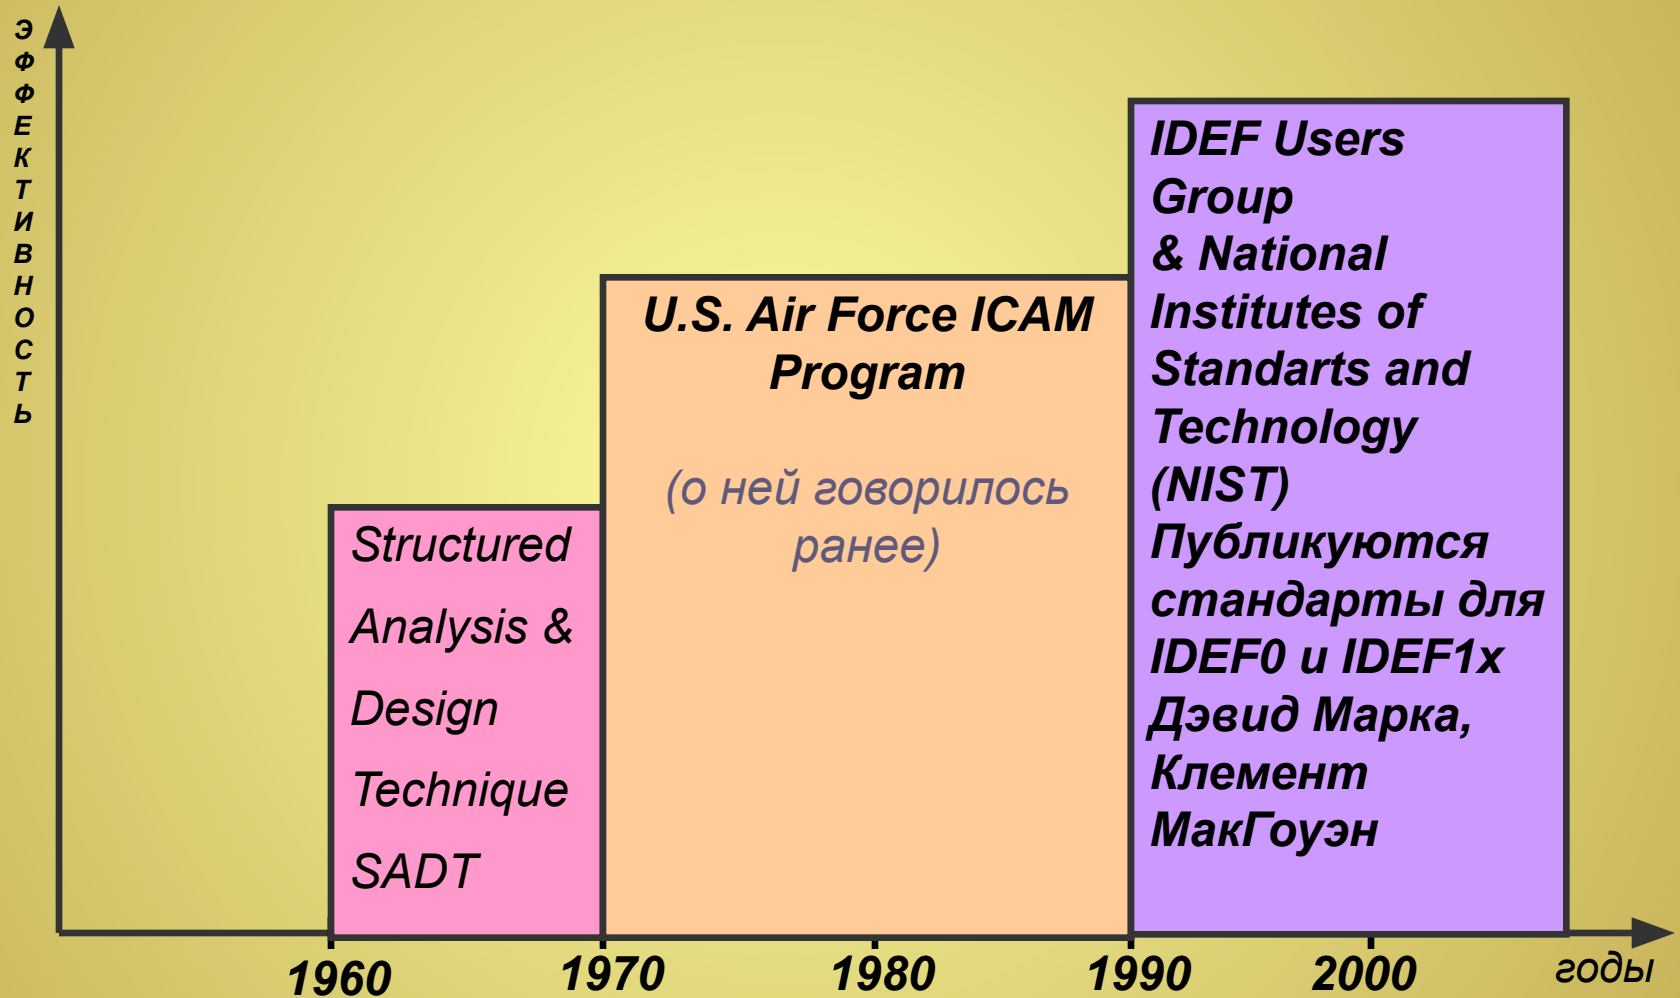 ЭФФЕКТИВНОСТЬ
Structured
Analysis &
Design
Technique
SADT
U.S. Air Force ICAM
Program
(о ней говорилось
ранее)
IDEF Users
Group
& National
Institutes of
Standarts and
Technology
(NIST)
Публикуются
стандарты для
IDEF0 и IDEF1x
Дэвид Марка,
Клемент
МакГоуэн
1960
1970
1980
1990
2000
годы